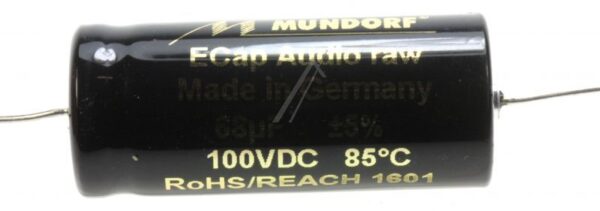 MUNDORF®
ECap Audio raw
Made in Germany
68µF ±5%
100VDC 85°C
RoHS/REACH 1601